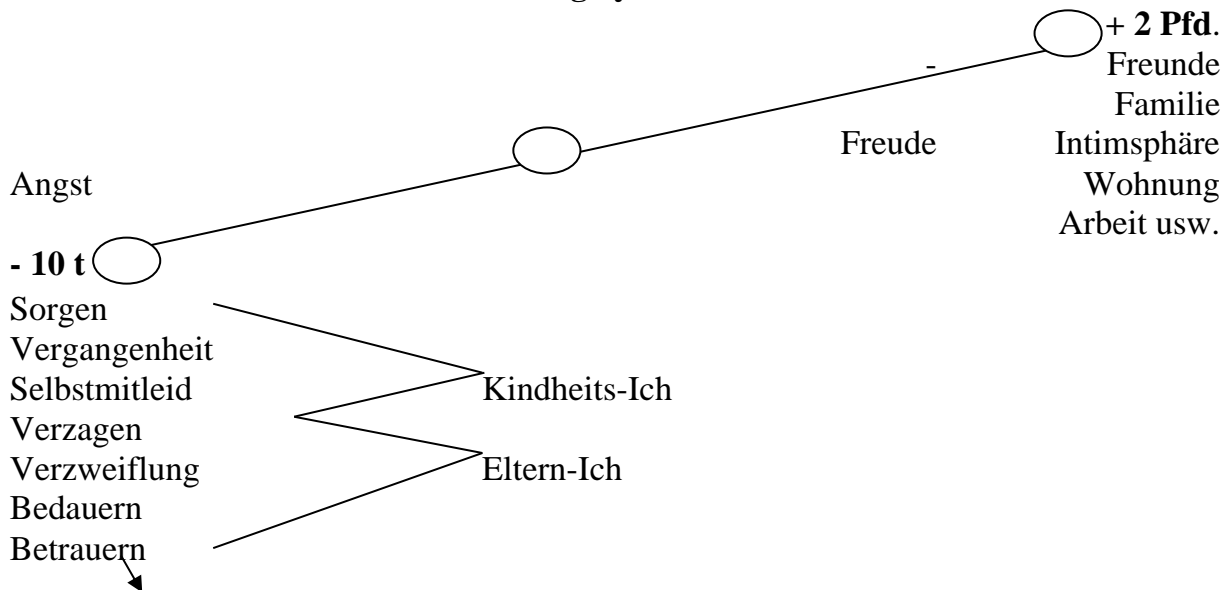 + 2 Pfd.
-
Freunde
Familie
Freude
Intimsphäre
Angst
Wohnung
Arbeit usw.
- 10 t
Sorgen
Vergangenheit
Selbstmitleid
Kindheits-Ich
Verzagen
Verzweiflung
Eltern-Ich
Bedauern
Betrauern